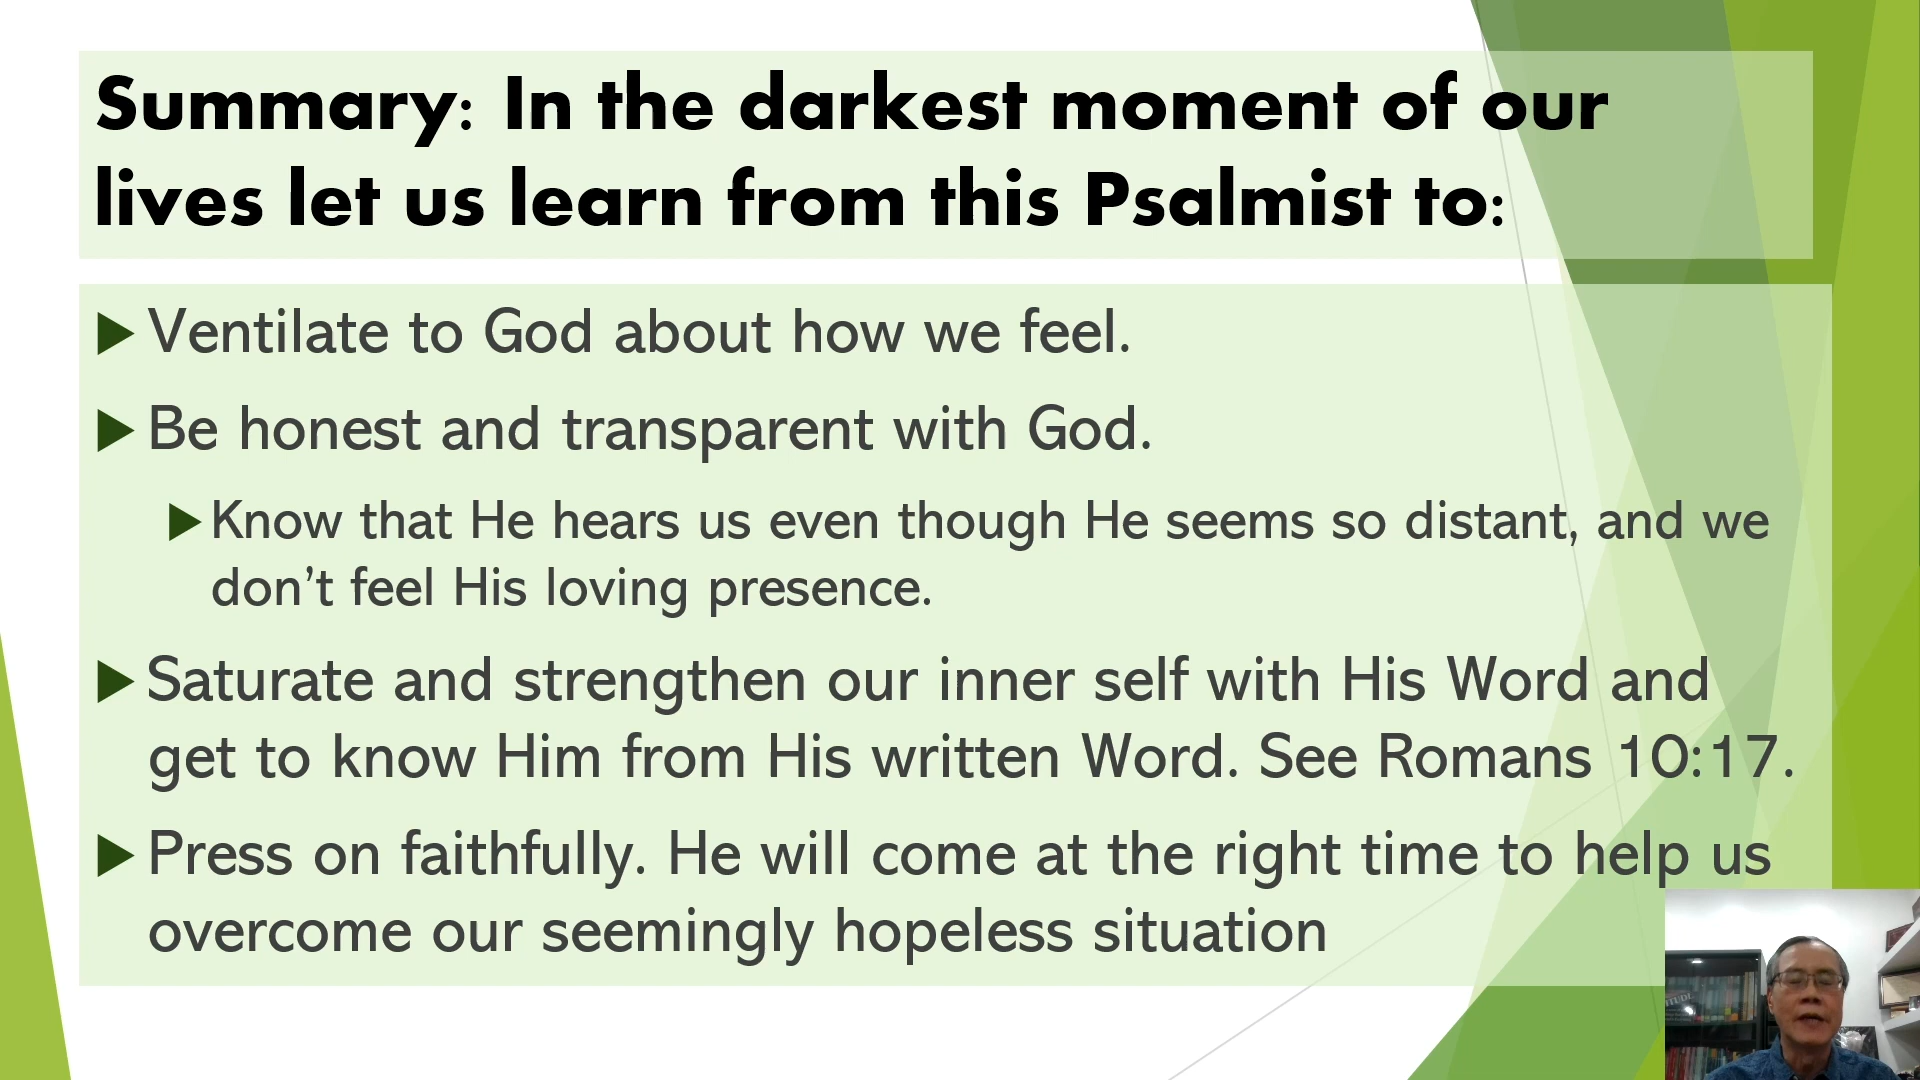 Summary: In the darkest moment of our
lives let us learn from this Psalmist to:
Ventilate to God about how we feel.
Be honest and transparent with God.
Know that He hears us even though He seems so distant, and we
don’t feel His loving presence.
Saturate and strengthen our inner self with His Word and
get to know Him from His written Word. See Romans 10:17.
Press on faithfully. He will come at the right time to help us
overcome our seemingly hopeless situation